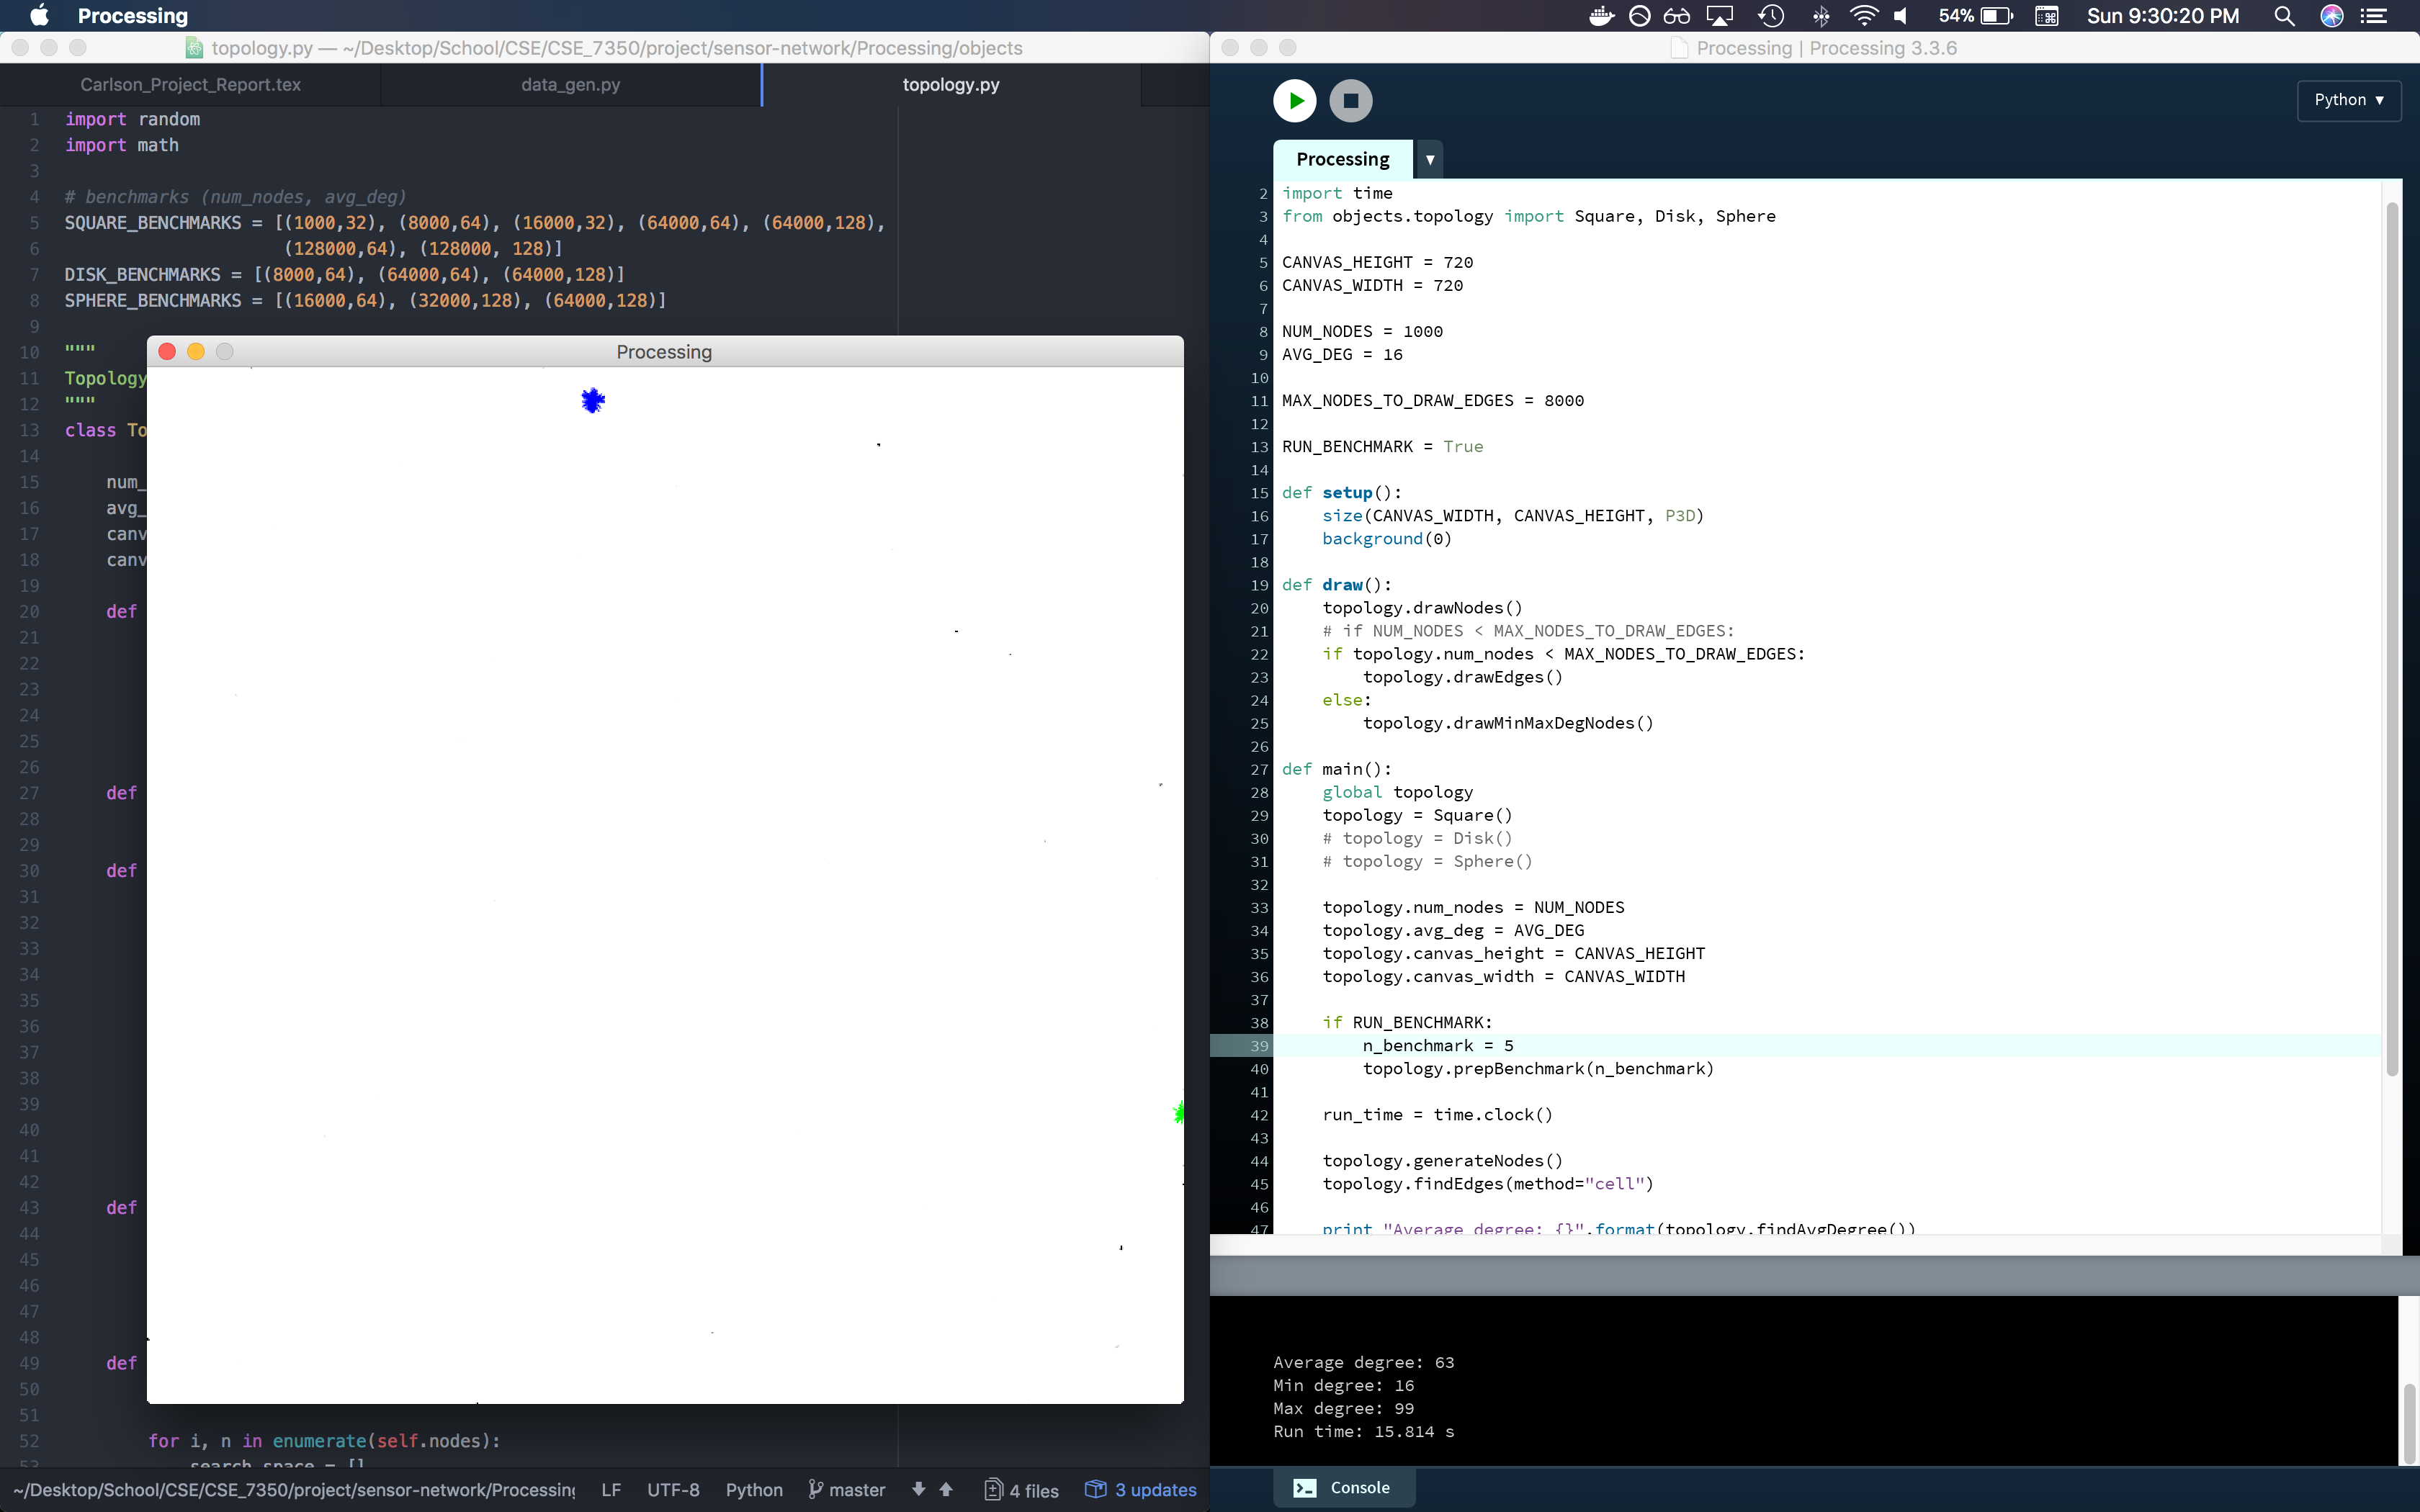 Processing
54%
Sun 9:30:20 PM
topology.py — ~/Desktop/School/CSE/CSE_7350/project/sensor-network/Processing/objects
Carlson_Project_Report.tex
data_gen.py
topology.py
1 import random
2 import math
3
4 # benchmarks (num_nodes, avg_deg)
5 SQUARE_BENCHMARKS = [(1000,32), (8000,64), (16000,32), (64000,64), (64000,128),
6 (128000,64), (128000, 128)]
7 DISK_BENCHMARKS = [(8000,64), (64000,64), (64000,128)]
8 SPHERE_BENCHMARKS = [(16000,64), (32000,128), (64000,128)]
9
10 """
11 Topology
12 """
13 class To
14
15 num_
16 avg_
17 canv
18 canv
19
20 def
21
22
23
24
25
26
27 def
28
29
30 def
31
32
33
34
35
36
37
38
39
40
41
42
43 def
44
45
46
47
48
49 def
50
51
52 for i, n in enumerate(self.nodes):
53 search_space = []
~/Desktop/School/CSE/CSE_7350/project/sensor-network/Processing
LF
UTF-8
Python
master
4 files
3 updates
Processing
Processing | Processing 3.3.6
Python
Processing
2 import time
3 from objects.topology import Square, Disk, Sphere
4
5 CANVAS_HEIGHT = 720
6 CANVAS_WIDTH = 720
7
8 NUM_NODES = 1000
9 AVG_DEG = 16
10
11 MAX_NODES_TO_DRAW_EDGES = 8000
12
13 RUN_BENCHMARK = True
14
15 def setup():
16 size(CANVAS_WIDTH, CANVAS_HEIGHT, P3D)
17 background(0)
18
19 def draw():
20 topology.drawNodes()
21 # if NUM_NODES < MAX_NODES_TO_DRAW_EDGES:
22 if topology.num_nodes < MAX_NODES_TO_DRAW_EDGES:
23 topology.drawEdges()
24 else:
25 topology.drawMinMaxDegNodes()
26
27 def main():
28 global topology
29 topology = Square()
30 # topology = Disk()
31 # topology = Sphere()
32
33 topology.num_nodes = NUM_NODES
34 topology.avg_deg = AVG_DEG
35 topology.canvas_height = CANVAS_HEIGHT
36 topology.canvas_width = CANVAS_WIDTH
37
38 if RUN_BENCHMARK:
39 n_benchmark = 5
40 topology.prepBenchmark(n_benchmark)
41
42 run_time = time.clock()
43
44 topology.generateNodes()
45 topology.findEdges(method="cell")
46
47 print "Average degree: {}".format(topology.findAvgDegree())
Average degree: 63
Min degree: 16
Max degree: 99
Run time: 15.814 s
Console